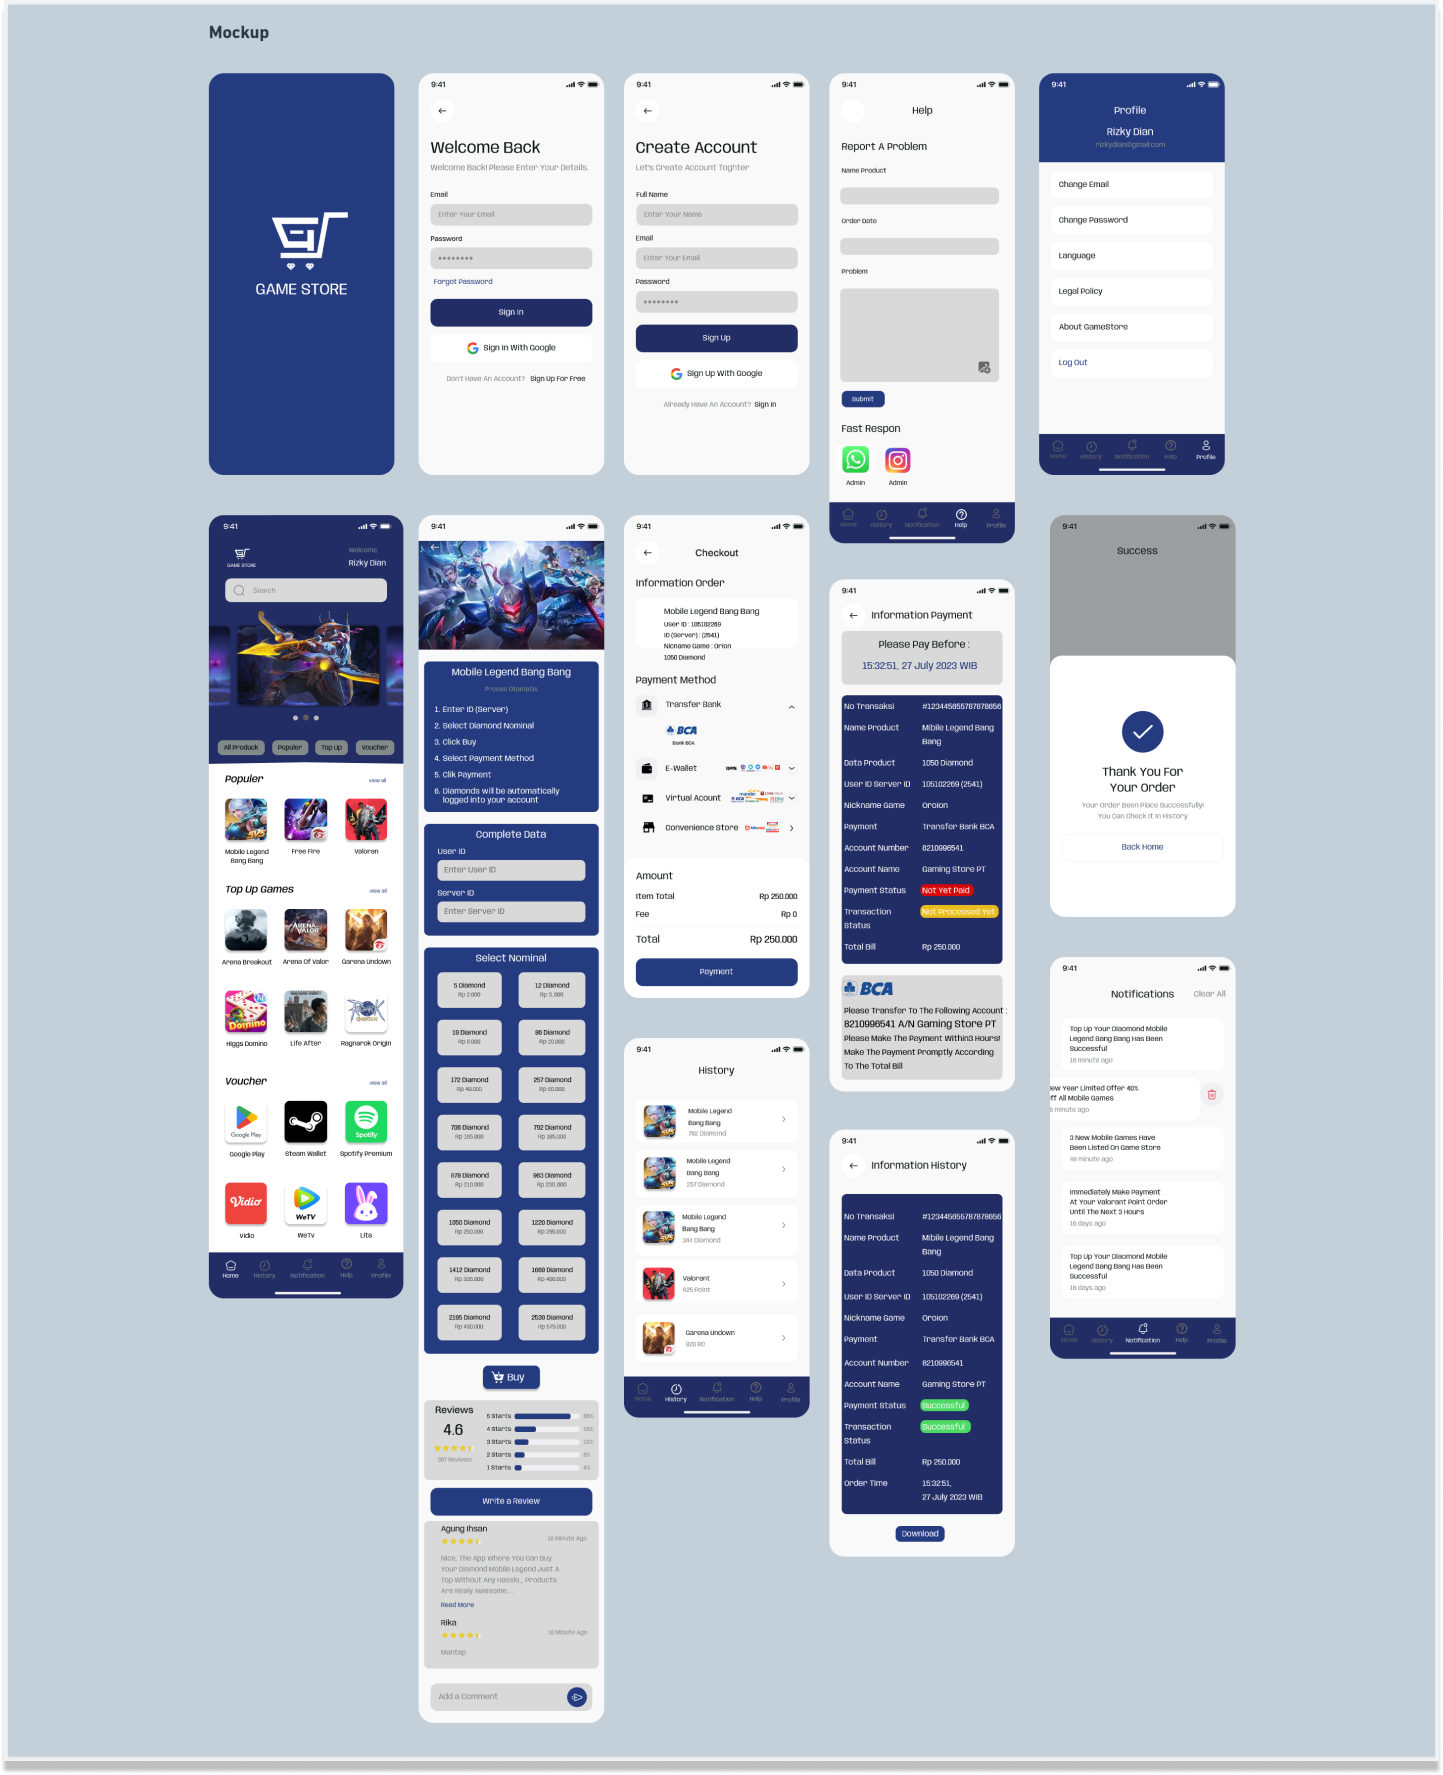 Mockup
GAME STORE
9:41
Welcome Back
Welcome Back! Please Enter Your Details.
Email
Enter Your Email
Password
Forgot Password
Sign In
Sign In With Google
Don't Have An Account? Sign Up For Free
9:41
Create Account
Let's Create Account Toghter
Full Name
Enter Your Name
Email
Enter Your Email
Password
Sign Up
Sign Up With Google
Already Have An Account? Sign In
9:41
Help
Report A Problem
Name Product
Order Date
Problem
Submit
Fast Respon
Admin
Admin
Home
History
Notification
Help
Profile
9:41
Profile
Rizky Dian
rizkydian@gmail.com
Change Email
Change Password
Language
Legal Policy
About GameStore
Log Out
Home
History
Notification
Help
Profile
9:41
GAME STORE
Welcome,
Rizky Dian
Search
All Produck
Populer
Top Up
Voucher
Populer
view all
Mobile Legend
Bang Bang
Free Fire
Valoran
Top Up Games
view all
ARENA OF
VALOR
Arena Breakout
Arena Of Valor
Garena Undown
Domino
Higgs Domino
Life After
Ragnarok Origin
Voucher
view all
Google Play
Spotify
Google Play
Steam Wallet
Spotify Premium
Vidio
WeTV
Vidio
WeTv
Lita
Home
History
Notification
Help
Profile
9:41
Mobile Legend Bang Bang
Proses Otomatis
1. Enter ID (Server)
2. Select Diamond Nominal
3. Click Buy
4. Select Payment Method
5. Clik Payment
6. Diamonds will be automatically
logged into your account
Complete Data
User ID
Enter User ID
Server ID
Enter Server ID
Select Nominal
5 Diamond
Rp 2.000
12 Diamond
Rp 3..000
19 Diamond
Rp 6.000
86 Diamond
Rp 20.000
172 Diamond
Rp 40.000
257 Diamond
Rp 60.000
706 Diamond
Rp 165.000
792 Diamond
Rp 185.000
878 Diamond
Rp 210.000
963 Diamond
1050 Diamond
Rp 250.000
1220 Diamond
Rp 295.000
1412 Diamond
Rp 335.000
1669 Diamond
Rp 400.000
2195 Diamond
Rp 490.000
2539 Diamond
Rp 575.000
Buy
Reviews
4.6
367 Reviews
5 Starts
4 Starts
3 Starts
12%
2 Starts
1 Starts
4%
Write a Review
Agung Ihsan
16 Minute Ago
Nice, The App Where You Can Buy
Your Diamond Mobile Legend Just A
Top Without Any Hassle,, Products
Are Realy Awesome...
Read More
Rika
10 Minute Ago
Mantap
Add a Comment
9:41
Checkout
Information Order
Mobile Legend Bang Bang
User ID : 105102269
ID (Server) : (2541)
Nicname Game : Orion
1050 Diamond
Payment Method
Transfer Bank
BCA
Bank BCA
E-Wallet
Virtual Acount
Convenience Store
Amount
Item Total Rp 250.000
Fee Rp 0
Total Rp 250.000
Payment
9:41
History
Mobile Legend
Bang Bang
792 Diamond
Mobile Legend
Bang Bang
257 Diamond
Mobile Legend
Bang Bang
344 Diamond
Valorant
625 Point
Garena Undown
920 RC
Home
History
Notification
Help
Profile
9:41
Information Payment
Please Pay Before :
15:32:51, 27 July 2023 WIB
No Transaksi #123445655787878656
Name Product Mibile Legend Bang
Bang
Data Product 1050 Diamond
User ID Server ID 105102269 (2541)
Nickname Game Oroion
Payment Transfer Bank BCA
Account Number 8210996541
Account Name Gaming Store PT
Payment Status Not Yet Paid
Transaction Not Processed Yet
Status
Total Bill Rp 250.000
BCA
Please Transfer To The Following Account :
8210996541 A/N Gaming Store PT
Please Make The Payment Within3 Hours!
Make The Payment Promptly According
To The Total Bill
9:41
Information History
No Transaksi #123445655787878656
Name Product Mibile Legend Bang
Bang
Data Product 1050 Diamond
User ID Server ID 105102269 (2541)
Nickname Game Oroion
Payment Transfer Bank BCA
Account Number 8210996541
Account Name Gaming Store PT
Payment Status Successful
Transaction Successful
Status
Total Bill Rp 250.000
Order Time 15:32:51,
27 July 2023 WIB
Download
9:41
Success
Thank You For
Your Order
Your Order Been Place Successfully!
You Can Check It In History
Back Home
9:41
Notifications
Clear All
Top Up Your Diaomond Mobile
Legend Bang Bang Has Been
Successful
18 minute ago
ew Year Limited Offer 40%
ff All Mobile Games
minute ago
3 New Mobile Games Have
Been Listed On Game Store
49 minute ago
Immediately Make Payment
At Your Valorant Point Order
Until The Next 3 Hours
16 days ago
Top Up Your Diaomond Mobile
Legend Bang Bang Has Been
Successful
16 days ago
Home
History
Notification
Help
Profile